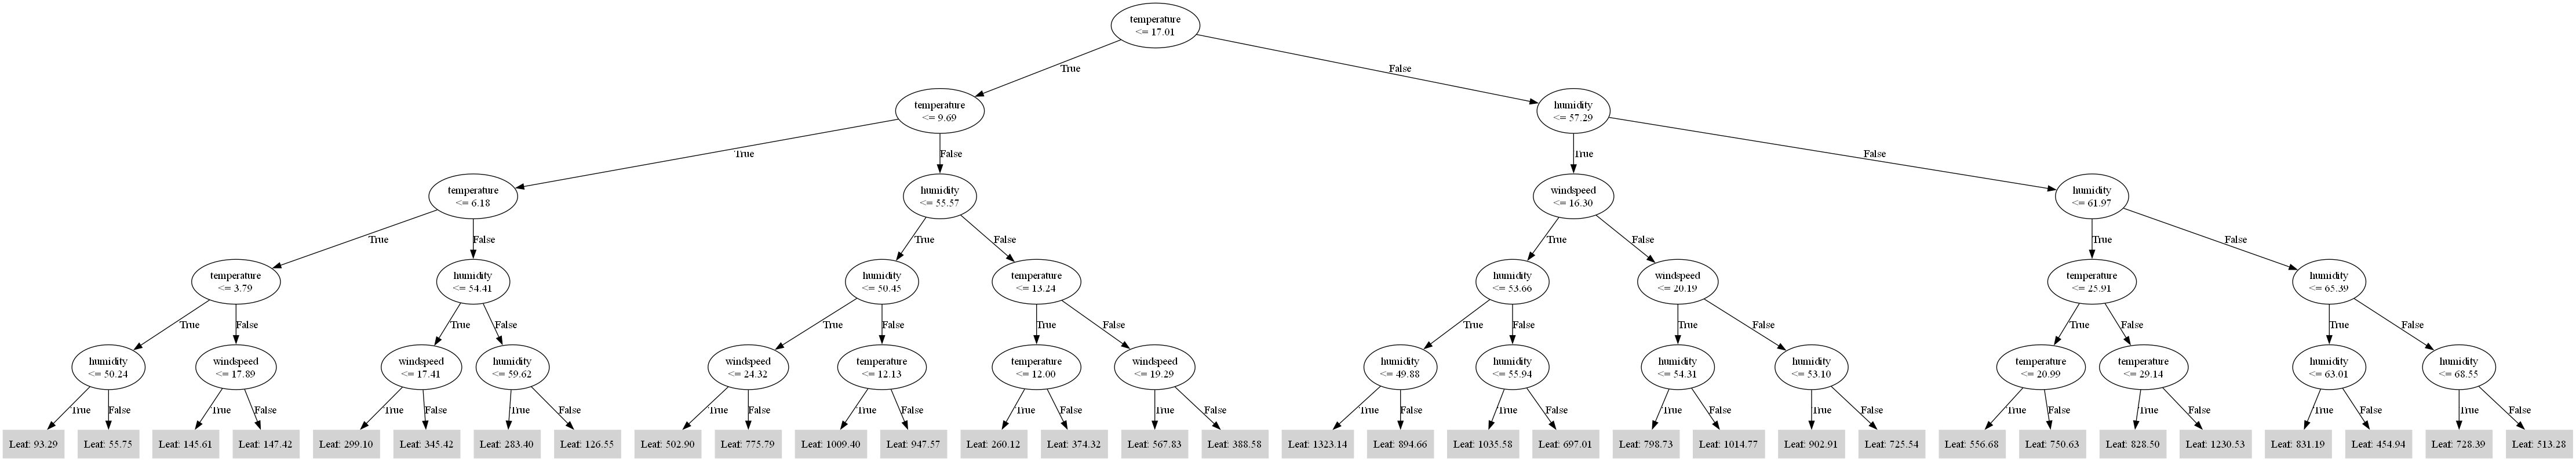 temperature
<= 17.01
True
False
temperature
<= 9.69
humidity
<= 57.29
True
False
True
False
temperature
<= 6.18
humidity
<= 55.57
windspeed
<= 16.30
humidity
<= 61.97
True
False
True
False
True
False
True
False
temperature
<= 3.79
humidity
<= 54.41
humidity
<= 50.45
temperature
<= 13.24
humidity
<= 53.66
windspeed
<= 20.19
temperature
<= 25.91
humidity
<= 65.39
True
False
True
False
True
False
True
False
True
False
True
False
True
False
True
False
humidity
<= 50.24
windspeed
<= 17.89
windspeed
<= 17.41
humidity
<= 59.62
windspeed
<= 24.32
temperature
<= 12.13
temperature
<= 12.00
windspeed
<= 19.29
humidity
<= 49.88
humidity
<= 55.94
humidity
<= 54.31
humidity
<= 53.10
temperature
<= 20.99
temperature
<= 29.14
humidity
<= 63.01
humidity
<= 68.55
True
False
True
False
True
False
True
False
True
False
True
False
True
False
True
False
True
False
True
False
True
False
True
False
True
False
True
False
True
False
True
False
Leaf: 93.29
Leaf: 55.75
Leaf: 145.61
Leaf: 147.42
Leaf: 299.10
Leaf: 345.42
Leaf: 283.40
Leaf: 126.55
Leaf: 502.90
Leaf: 775.79
Leaf: 1009.40
Leaf: 947.57
Leaf: 260.12
Leaf: 374.32
Leaf: 567.83
Leaf: 388.58
Leaf: 1323.14
Leaf: 894.66
Leaf: 1035.58
Leaf: 697.01
Leaf: 798.73
Leaf: 1014.77
Leaf: 902.91
Leaf: 725.54
Leaf: 556.68
Leaf: 750.63
Leaf: 828.50
Leaf: 1230.53
Leaf: 831.19
Leaf: 454.94
Leaf: 728.39
Leaf: 513.28